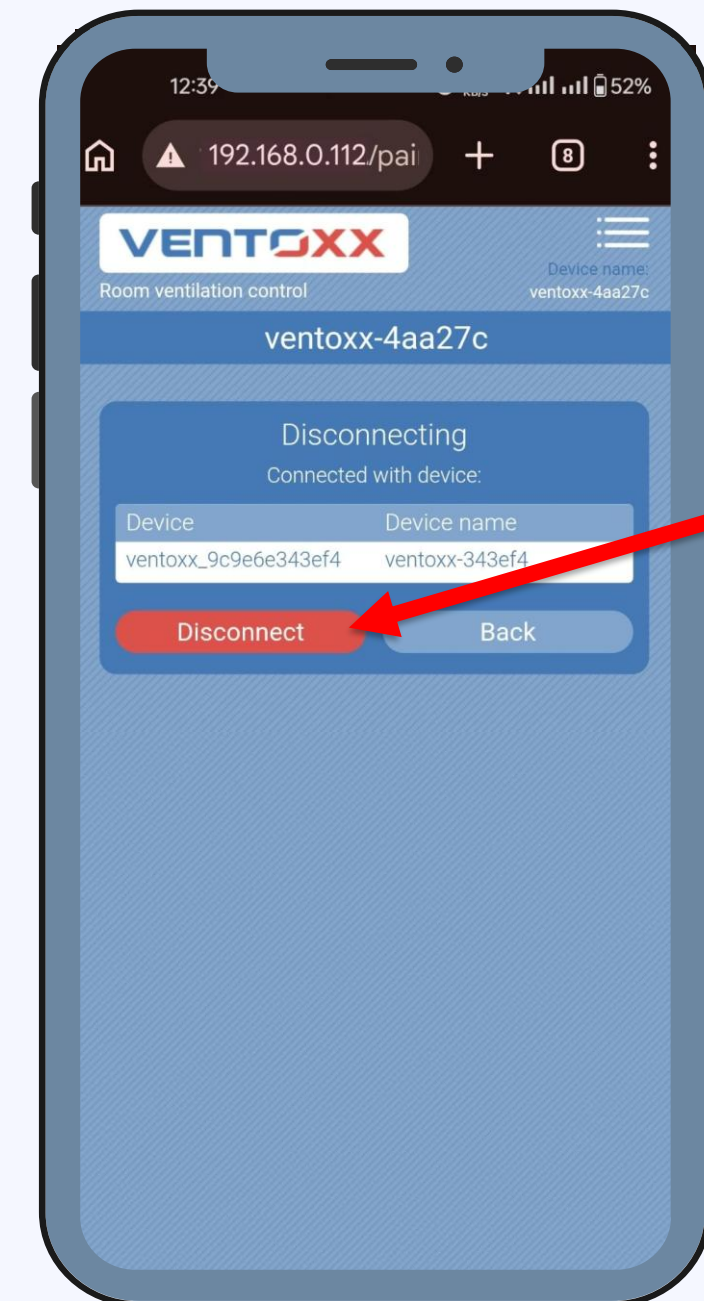 12:39 52%
192.168.0.112/pai 8
VENTOXX
Device name:
Room ventilation control ventoxx-4aa27c
ventoxx-4aa27c
Disconnecting
Connected with device:
Device Device name
ventoxx_9c9e6e343ef4 ventoxx-343ef4
Disconnect Back